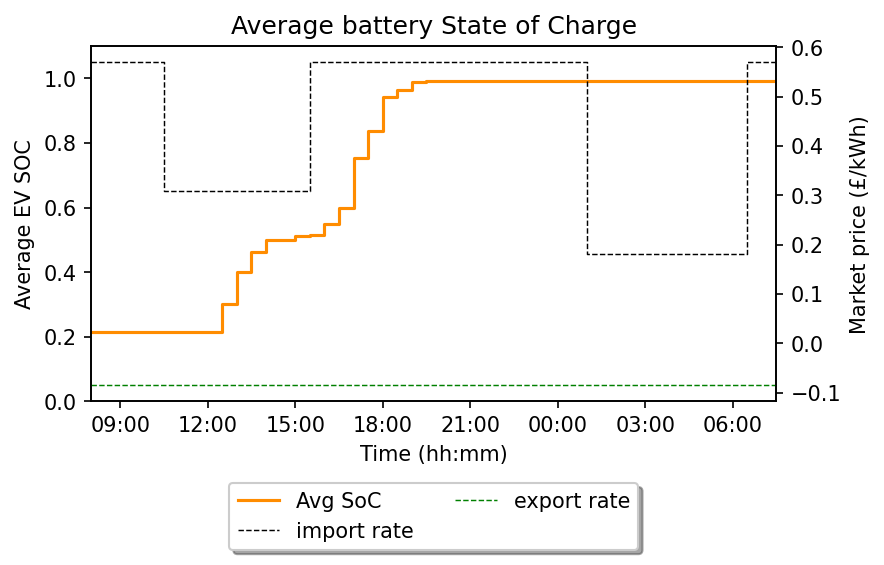 Average battery State of Charge
Average EV SOC
1.0
0.8
0.6
0.4
0.2
0.0
0.6
0.5
0.4
0.3
0.2
0.1
0.0
−0.1
Market price (£/kWh)
09:00 12:00 15:00 18:00 21:00 00:00 03:00 06:00
Time (hh:mm)
Avg SoC export rate
import rate